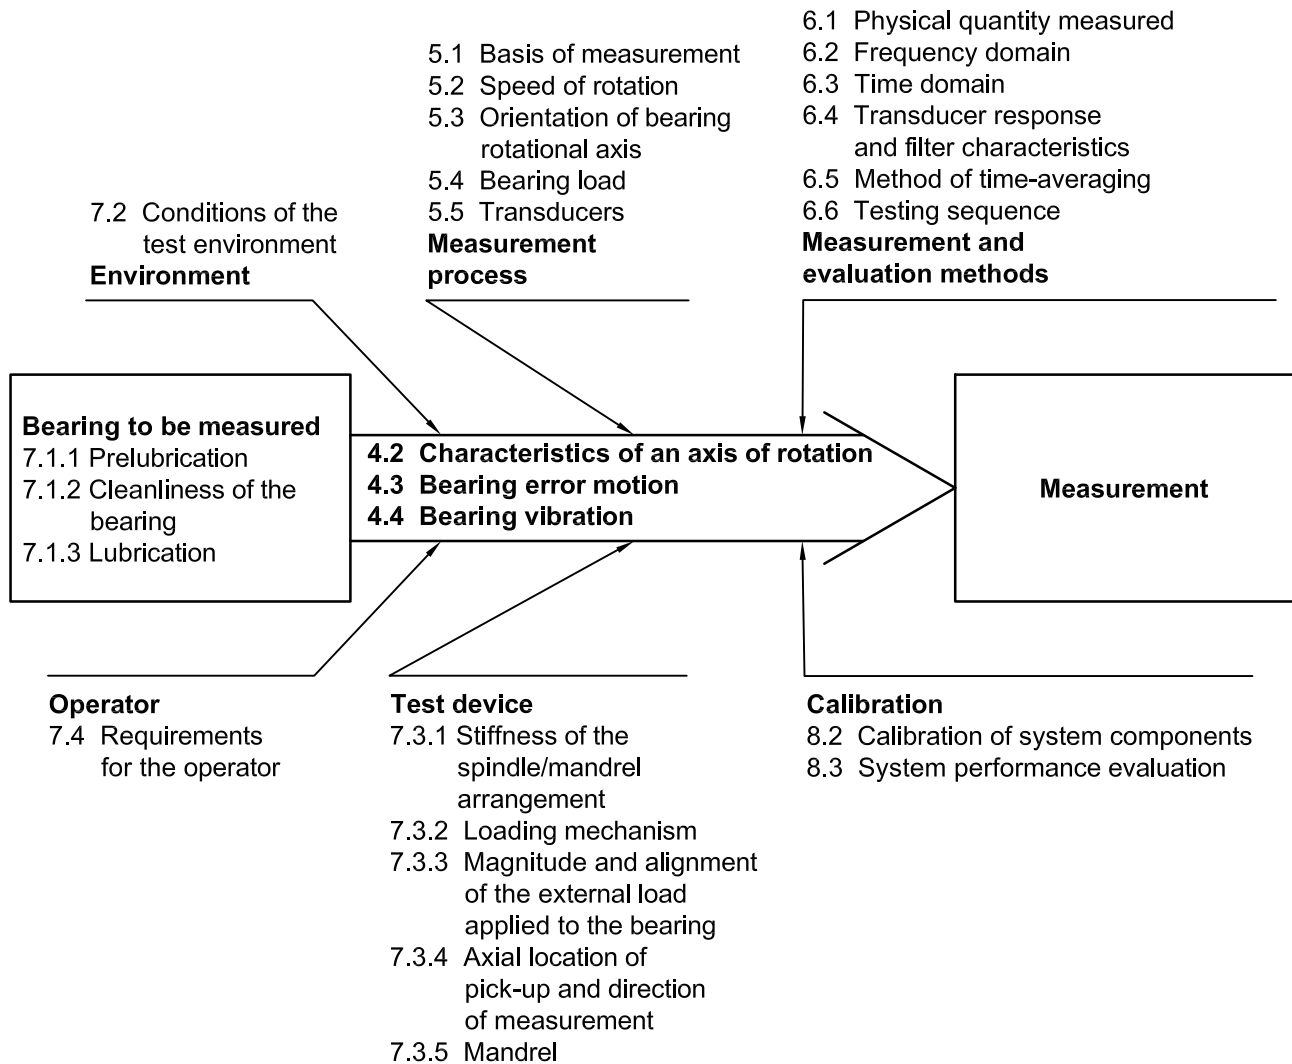 6.1 Physical quantity measured
6.2 Frequency domain
6.3 Time domain
6.4 Transducer response
and filter characteristics
6.5 Method of time-averaging
6.6 Testing sequence
Measurement and
evaluation methods
5.1 Basis of measurement
5.2 Speed of rotation
5.3 Orientation of bearing
rotational axis
5.4 Bearing load
5.5 Transducers
Measurement
process
7.2 Conditions of the
test environment
Environment
Bearing to be measured
7.1.1 Prelubrication
7.1.2 Cleanliness of the
bearing
7.1.3 Lubrication
4.2 Characteristics of an axis of rotation
4.3 Bearing error motion
4.4 Bearing vibration
Measurement
Operator
7.4 Requirements
for the operator
Test device
7.3.1 Stiffness of the
spindle/mandrel
arrangement
7.3.2 Loading mechanism
7.3.3 Magnitude and alignment
of the external load
applied to the bearing
7.3.4 Axial location of
pick-up and direction
of measurement
7.3.5 Mandrel
Calibration
8.2 Calibration of system components
8.3 System performance evaluation